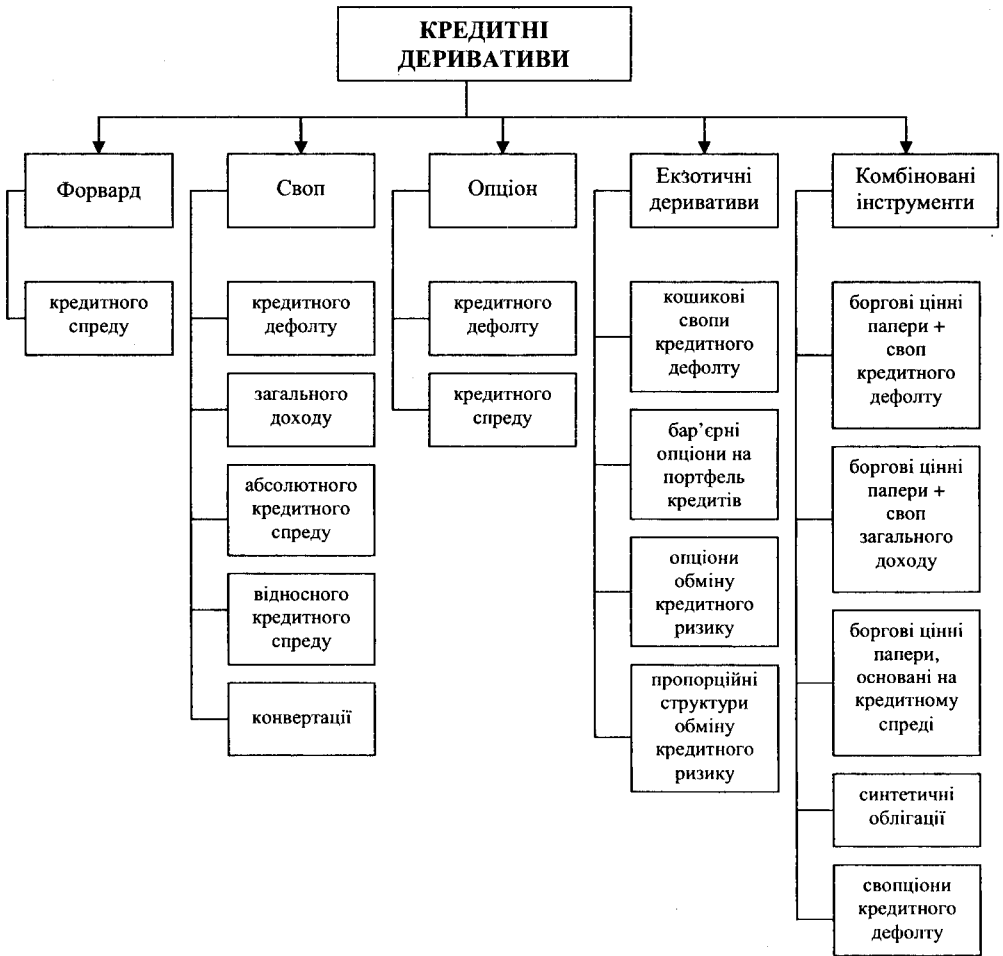 КРЕДИТНІ
ДЕРИВАТИВИ
Форвард
кредитного
спреду
Своп
кредитного
дефолту
загального
доходу
абсолютного
кредитного
спреду
відносного
кредитного
спреду
конвертації
Опціон
кредитного
дефолту
кредитного
спреду
Екзотичні
деривативи
кошикові
свопи
кредитного
дефолту
бар’єрні
опціони на
портфель
кредитів
опціони
обміну
кредитного
ризику
пропорційні
структури
обміну
кредитного
ризику
Комбіновані
інструменти
боргові цінні
папери +
своп
кредитного
дефолту
боргові цінні
папери +
своп
загального
доходу
боргові цінні
папери,
основані на
кредитному
спреді
синтетичні
облігації
свопціони
кредитного
дефолту